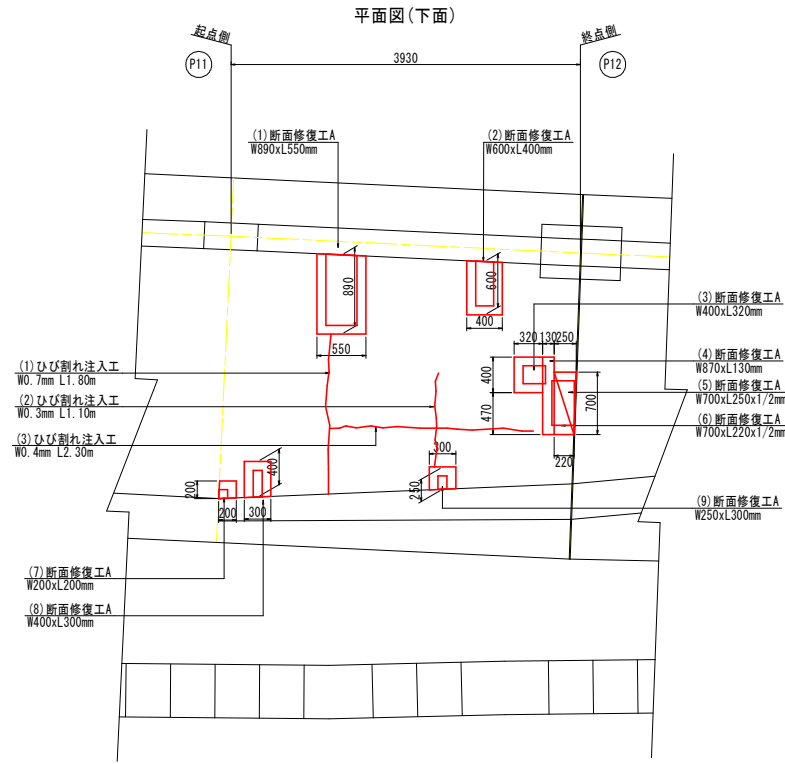 平面図(下面)
起点側
終点側
P11
3930
P12
(1)断面修復工A
W890xL550mm
(2)断面修復工A
W600xL400mm
890
600
550
400
(3)断面修復工A
W400xL320mm
320
130
250
(4)断面修復工A
W870xL130mm
400
(5)断面修復工A
W700xL250x1/2mm
470
700
(6)断面修復工A
W700xL220x1/2mm
220
(1)ひび割れ注入工
W0.7mm L1.80m
(2)ひび割れ注入工
W0.3mm L1.10m
(3)ひび割れ注入工
W0.4mm L2.30m
300
400
250
200
200
300
(9)断面修復工A
W250xL300mm
(7)断面修復工A
W200xL200mm
(8)断面修復工A
W400xL300mm